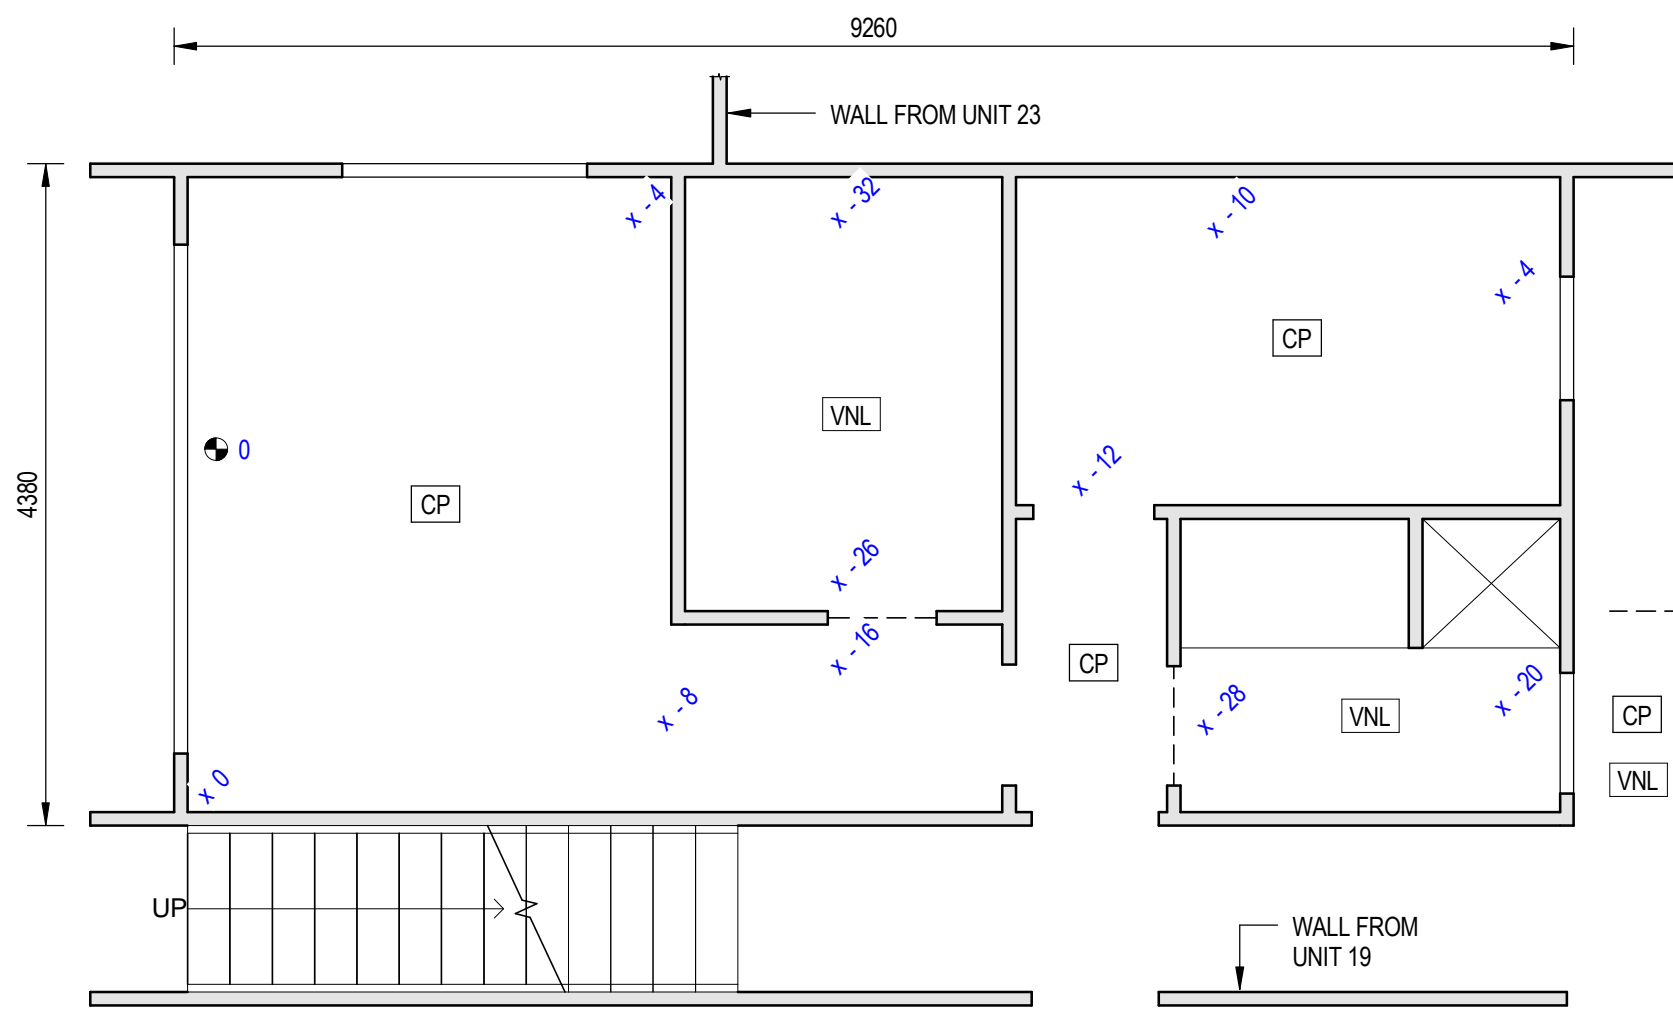 9260
WALL FROM UNIT 23
x - 4
x - 32
x - 10
x - 4
CP
VNL
0
4380
CP
x - 12
x - 26
x - 16
CP
x - 8
x - 28
x - 20
VNL
CP
x 0
VNL
UP
WALL FROM
UNIT 19